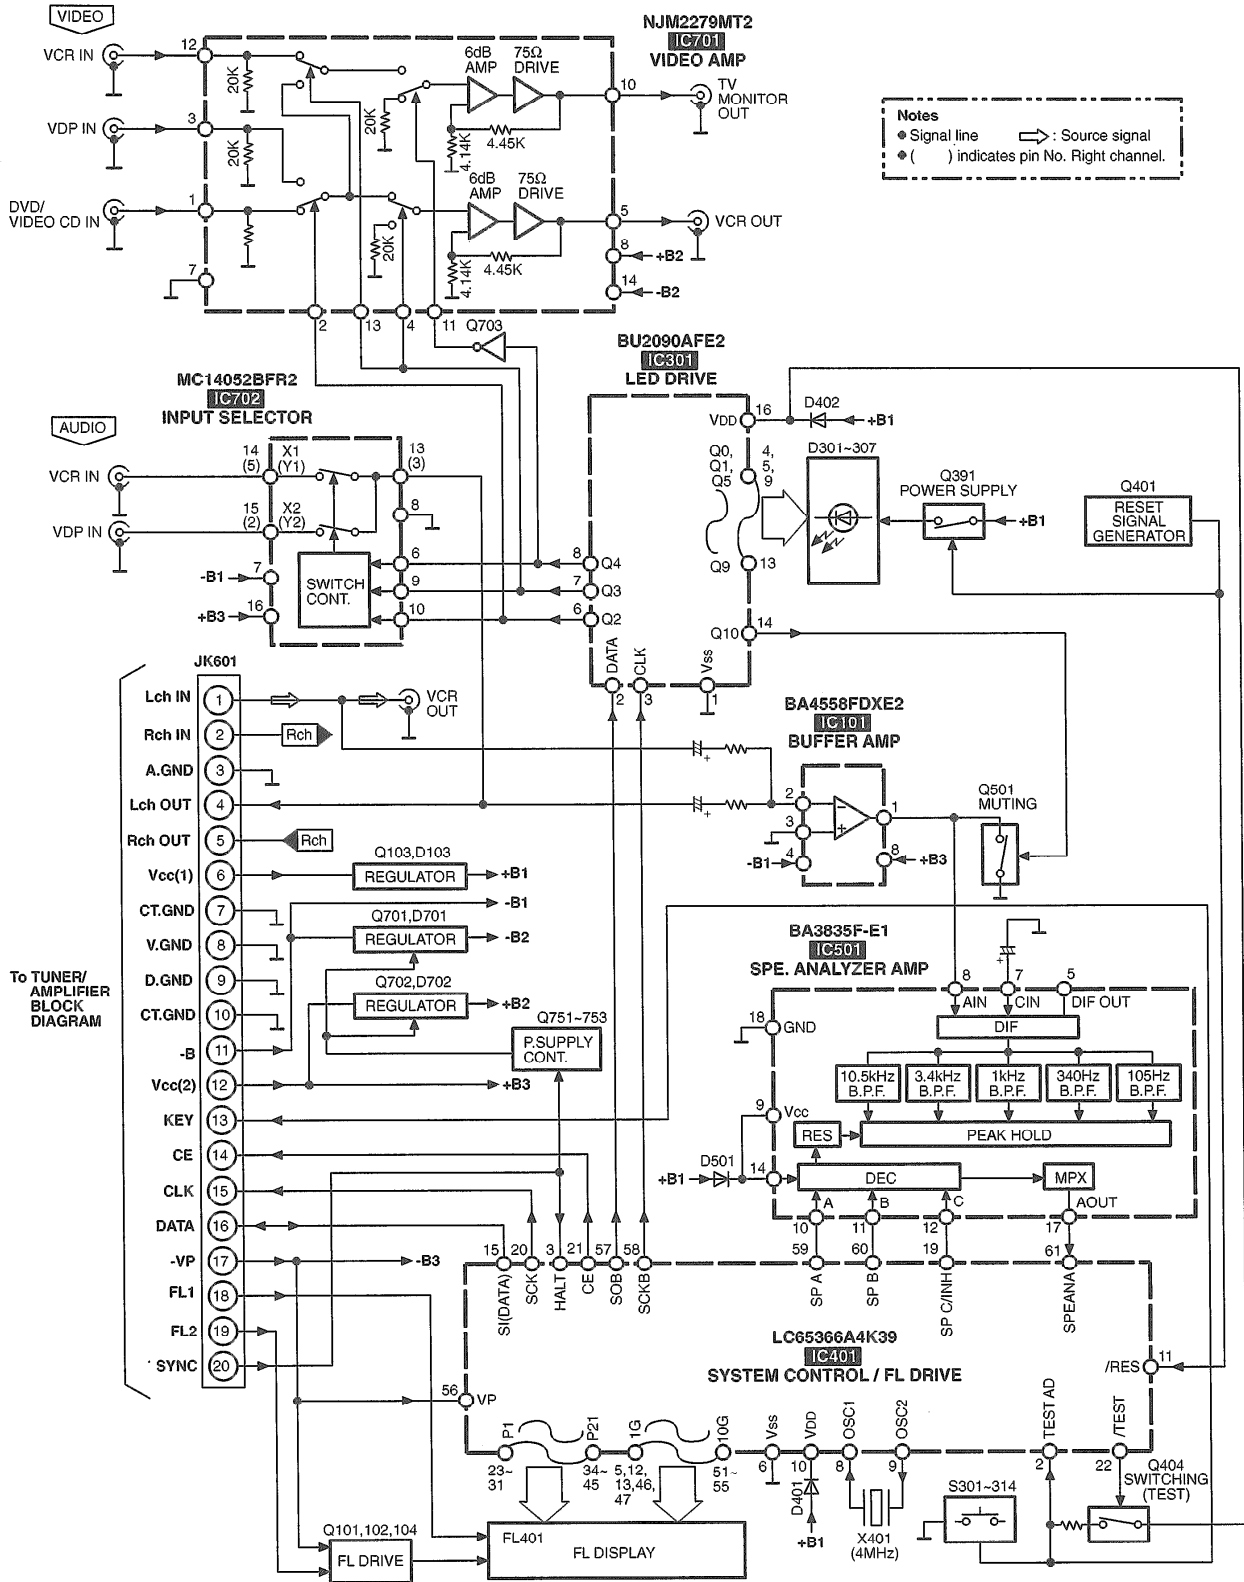 VIDEO
NJM2279MT2
IC701
VIDEO AMP
VCR IN
12
20K
6dB
AMP
75Ω
DRIVE
10
TV
MONITOR
OUT
VDP IN
3
20K
20K
4.14K
4.45K
Notes
● Signal line ⇨ : Source signal
● ( ) indicates pin No. Right channel.
DVD/
VIDEO CD IN
1
6dB
AMP
75Ω
DRIVE
5
VCR OUT
20K
4.14K
4.45K
8
+B2
7
14
-B2
2
13
4
11
Q703
BU2090AFE2
IC301
LED DRIVE
MC14052BFR2
IC702
INPUT SELECTOR
AUDIO
VDD
16
D402
+B1
VCR IN
14
(5)
X1
(Y1)
13
(3)
Q0,
Q1,
Q5
4,
5,
9
D301~307
Q391
POWER SUPPLY
+B1
Q401
RESET
SIGNAL
GENERATOR
VDP IN
15
(2)
X2
(Y2)
8
Q9
13
-B1
7
+B3
16
SWITCH
CONT.
6
9
10
8
Q4
7
Q3
6
Q2
Q10
14
DATA
CLK
Vss
2
3
1
JK601
Lch IN
1
VCR
OUT
Rch IN
2
Rch
A.GND
3
Lch OUT
4
Rch OUT
5
Rch
BA4558FDXE2
IC101
BUFFER AMP
+
+
2
3
-
+
1
-B1
4
8
+B3
Q501
MUTING
Vcc(1)
6
Q103,D103
REGULATOR
+B1
CT.GND
7
-B1
V.GND
8
Q701,D701
REGULATOR
-B2
D.GND
9
Q702,D702
REGULATOR
+B2
CT.GND
10
Q751~753
P.SUPPLY
CONT.
-B
11
Vcc(2)
12
+B3
To TUNER/
AMPLIFIER
BLOCK
DIAGRAM
KEY
13
CE
14
CLK
15
DATA
16
-VP
17
-B3
FL1
18
FL2
19
SYNC
20
BA3835F-E1
IC501
SPE. ANALYZER AMP
+
8
7
5
AIN
CIN
DIF OUT
18
GND
DIF
10.5kHz
B.P.F.
3.4kHz
B.P.F.
1kHz
B.P.F.
340Hz
B.P.F.
105Hz
B.P.F.
9
Vcc
RES
PEAK HOLD
+B1
D501
14
DEC
MPX
A
B
C
AOUT
10
11
12
17
15
20
3
21
57
58
59
60
19
61
SI(DATA)
SCK
HALT
CE
SOB
SCKB
SP A
SP B
SP C/INH
SPEANA
LC65366A4K39
IC401
SYSTEM CONTROL / FL DRIVE
/RES
11
56
VP
P1
P21
1G
10G
Vss
VDD
OSC1
OSC2
TEST AD
/TEST
23~
31
34~
45
5,12,
13,46,
47
51~
55
6
10
8
9
2
22
D401
+B1
X401
(4MHz)
S301~314
Q404
SWITCHING
(TEST)
Q101,102,104
FL DRIVE
FL401
FL DISPLAY